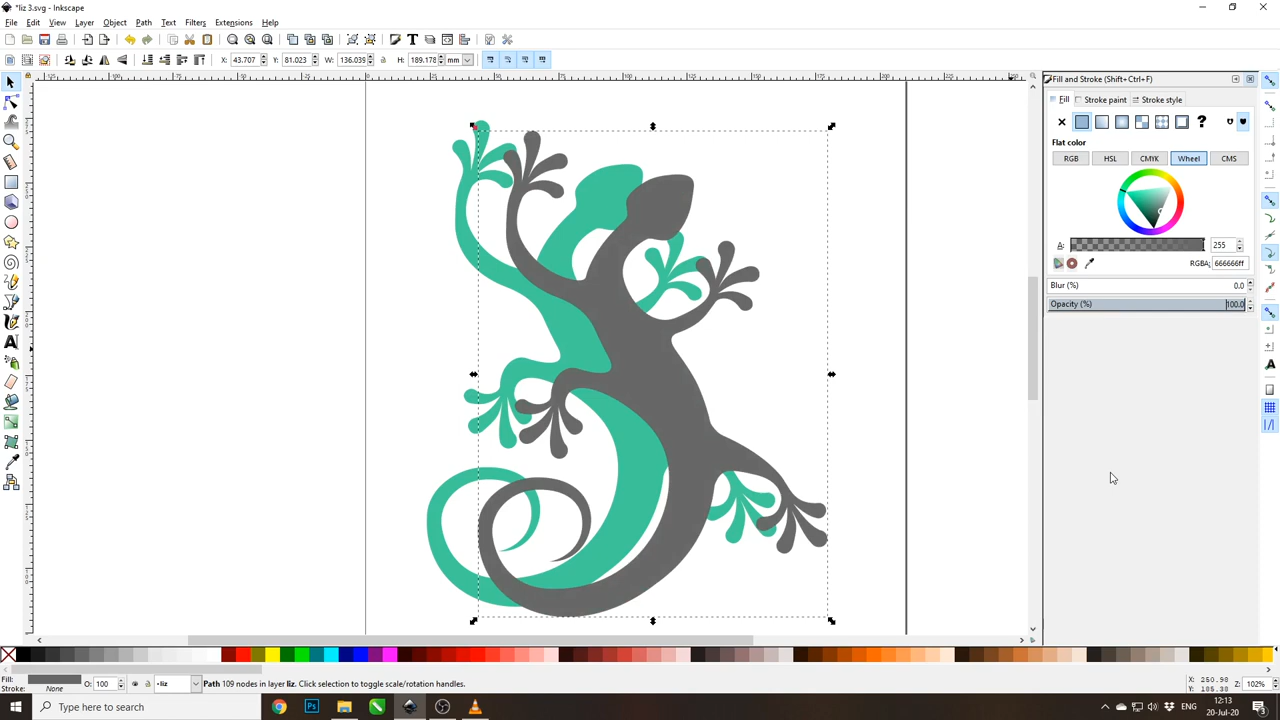 *liz 3.svg - Inkscape
File Edit View Layer Object Path Text Filters Extensions Help
X: 43.707 Y: 81.023 W: 136.039 H: 189.178 mm
Fill and Stroke (Shift+Ctrl+F)
Fill Stroke paint Stroke style
Flat color
RGB HSL CMYK Wheel CMS
A: 255
RGBA: 666666ff
Blur (%) 0.0
Opacity (%) 100.0
Fill:
Stroke: None
O: 100
•liz
Path 109 nodes in layer liz. Click selection to toggle scale/rotation handles.
X: 250.98
Y: 185.38
Z: 102%
Type here to search
ENG
12:13
20-Jul-20